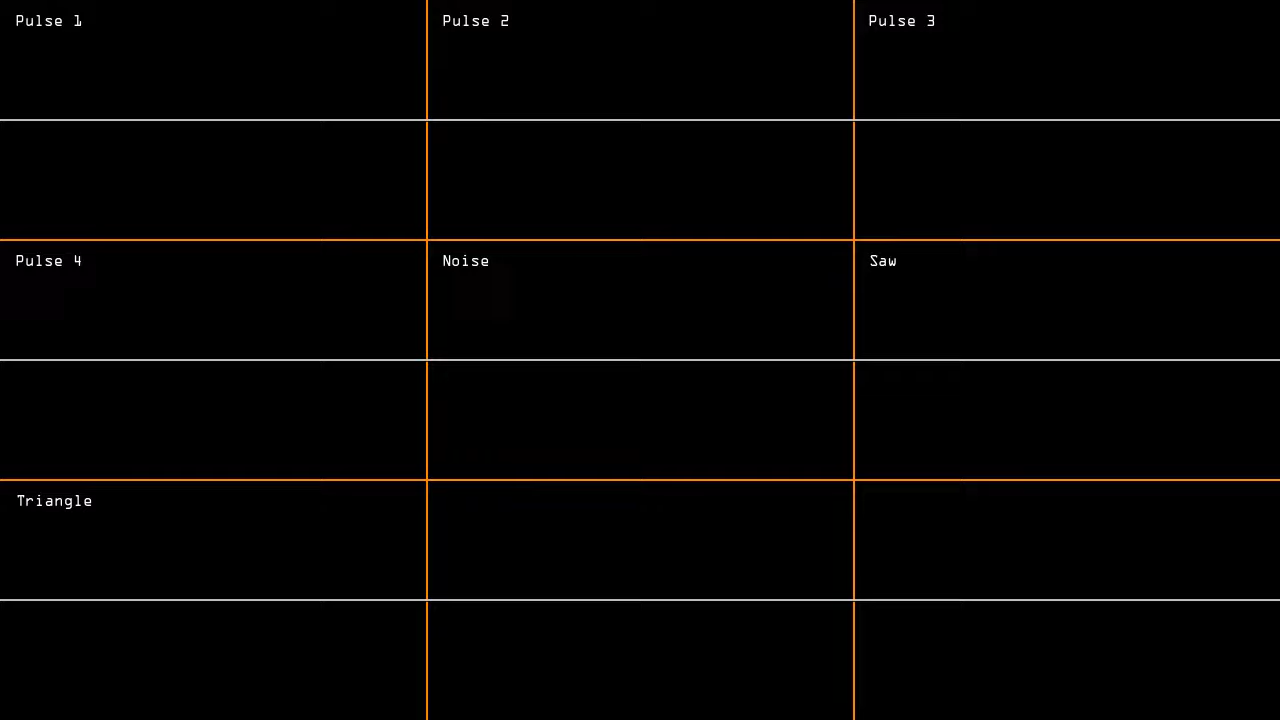 Pulse 1
Pulse 2
Pulse 3
Pulse 4
Noise
Saw
Triangle